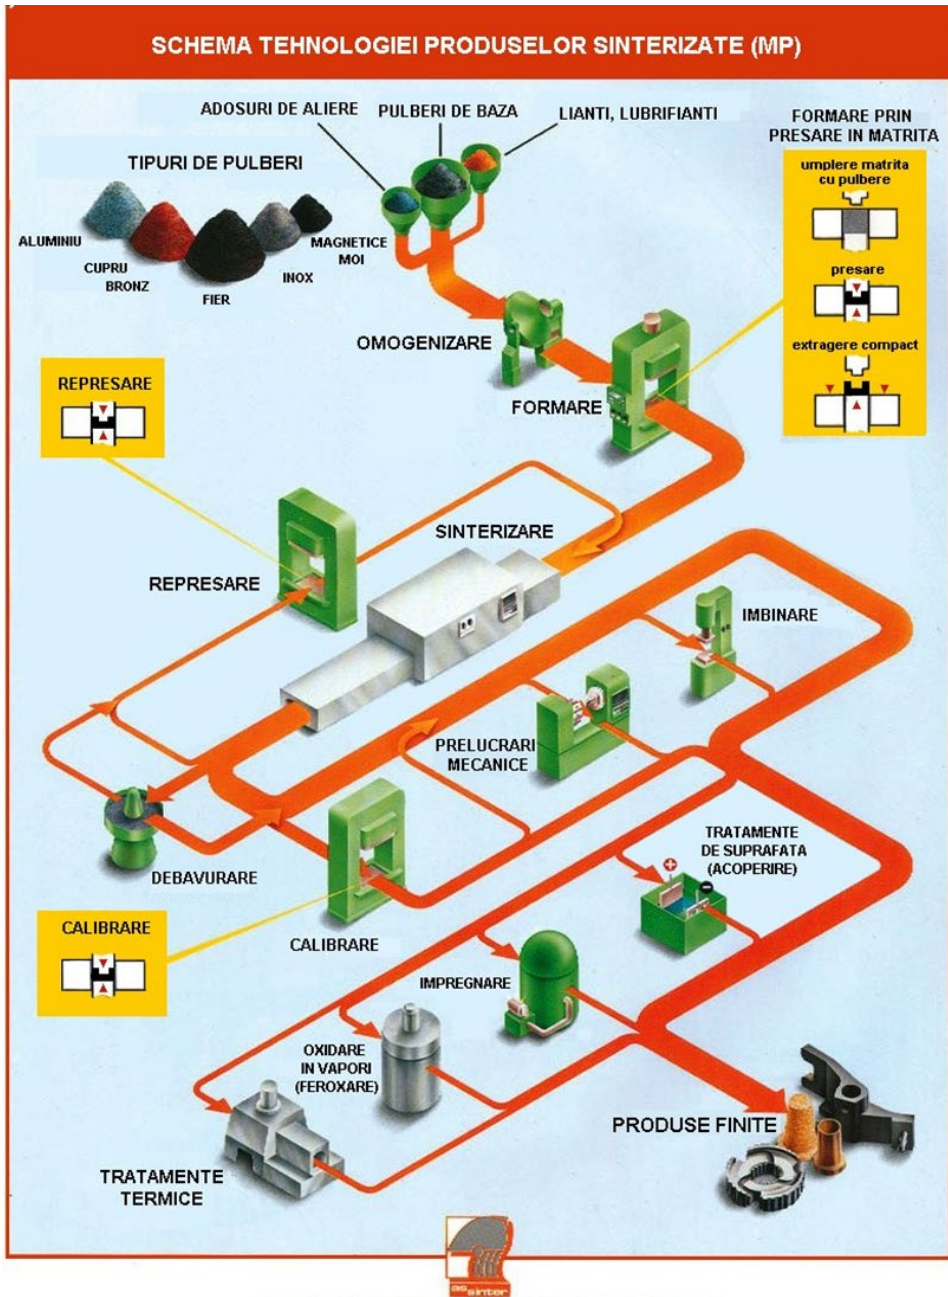 SCHEMA TEHNOLOGIEI PRODUSELOR SINTERIZATE (MP)
ADOSURI DE ALIERE
PULBERI DE BAZA
LIANTI, LUBRIFIANTI
FORMARE PRIN
PRESARE IN MATRITA
umplere matrita
cu pulbere
presare
extragere compact
TIPURI DE PULBERI
ALUMINIU
CUPRU
BRONZ
FIER
INOX
MAGNETICE
MOI
OMOGENIZARE
FORMARE
REPRESARE
SINTERIZARE
REPRESARE
IMBINARE
PRELUCRARI
MECANICE
DEBAVURARE
TRATAMENTE
DE SUPRAFATA
(ACOPERIRE)
CALIBRARE
CALIBRARE
IMPREGNARE
OXIDARE
IN VAPORI
(FEROXARE)
PRODUSE FINITE
TRATAMENTE
TERMICE
as
sinter